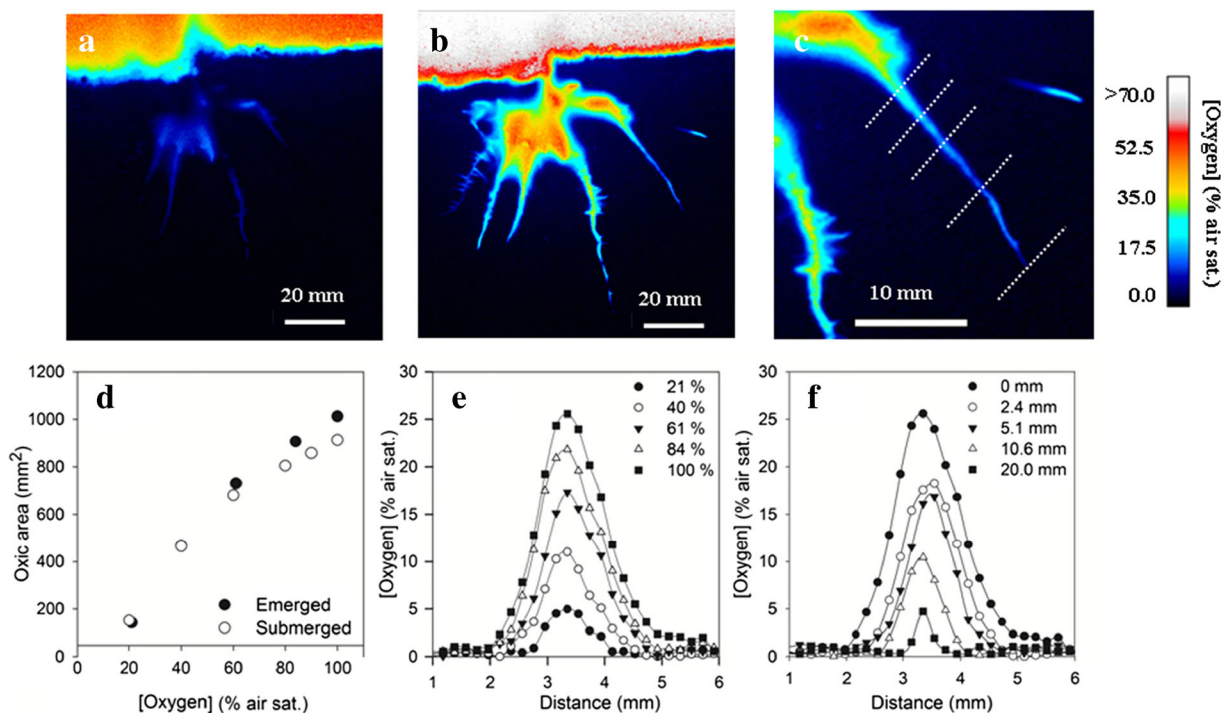 a
20 mm
b
20 mm
c
10 mm
>70.0
52.5
35.0
17.5
0.0
[Oxygen] (% air sat.)
d
1200
1000
800
600
400
200
0
0 20 40 60 80 100
Oxic area (mm²)
[Oxygen] (% air sat.)
Emerged
Submerged
e
30
25
20
15
10
5
0
1 2 3 4 5 6
[Oxygen] (% air sat.)
Distance (mm)
21 %
40 %
61 %
84 %
100 %
f
30
25
20
15
10
5
0
1 2 3 4 5 6
[Oxygen] (% air sat.)
Distance (mm)
0 mm
2.4 mm
5.1 mm
10.6 mm
20.0 mm